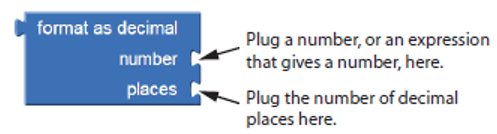 format as decimal
number
places
Plug a number, or an expression
that gives a number, here.
Plug the number of decimal
places here.